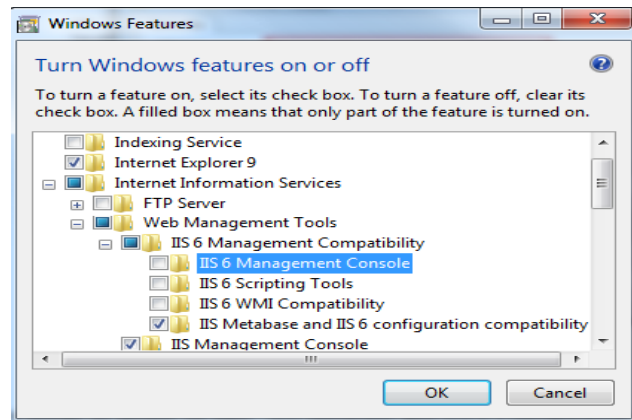 Windows Features
Turn Windows features on or off
To turn a feature on, select its check box. To turn a feature off, clear its
check box. A filled box means that only part of the feature is turned on.
Indexing Service
Internet Explorer 9
Internet Information Services
FTP Server
Web Management Tools
IIS 6 Management Compatibility
IIS 6 Management Console
IIS 6 Scripting Tools
IIS 6 WMI Compatibility
IIS Metabase and IIS 6 configuration compatibility
IIS Management Console
OK Cancel